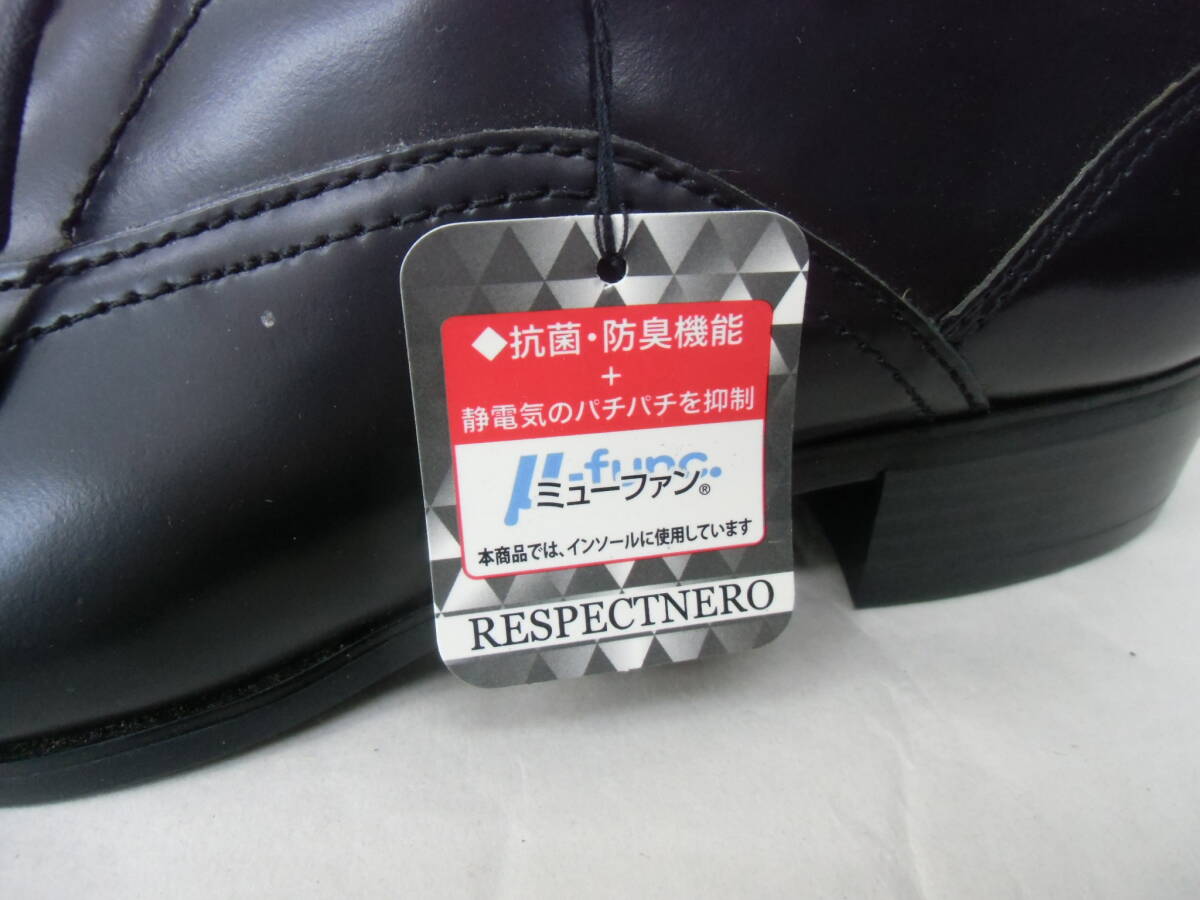 ◆抗菌・防臭機能
+
静電気のパチパチを抑制
μ-func.
ミューファン®
本商品では、インソールに使用しています
RESPECTNERO